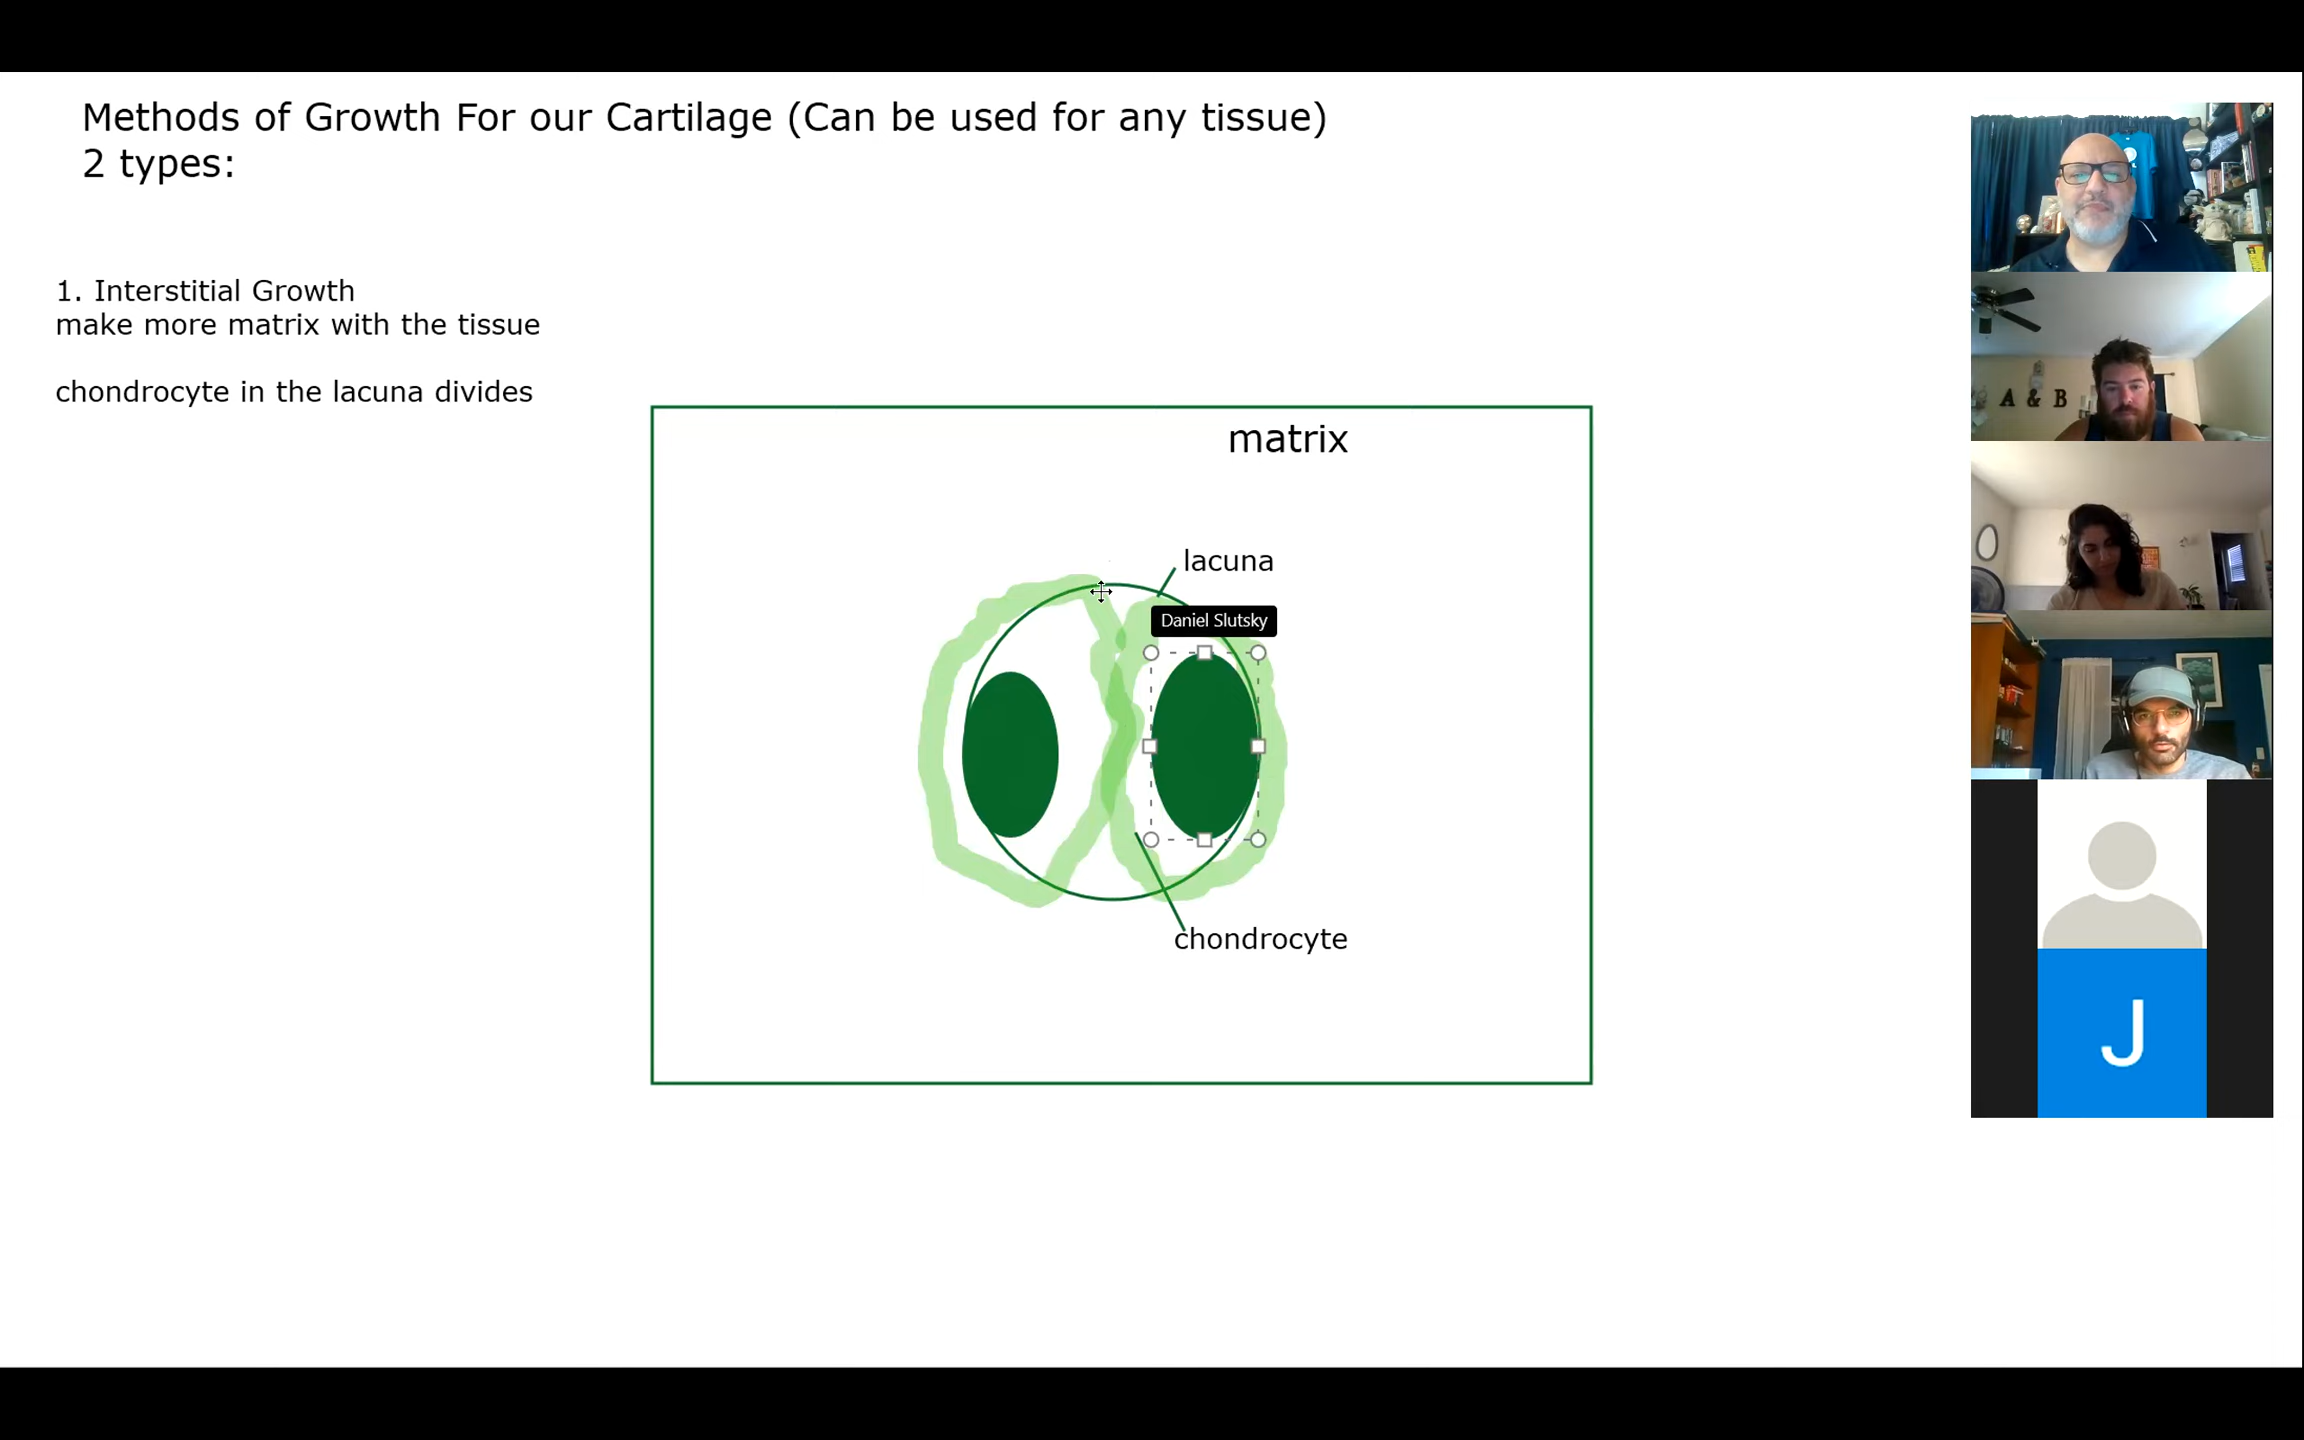 Methods of Growth For our Cartilage (Can be used for any tissue)
2 types:
1. Interstitial Growth
make more matrix with the tissue
chondrocyte in the lacuna divides
matrix
lacuna
Daniel Slutsky
chondrocyte
A & B
J